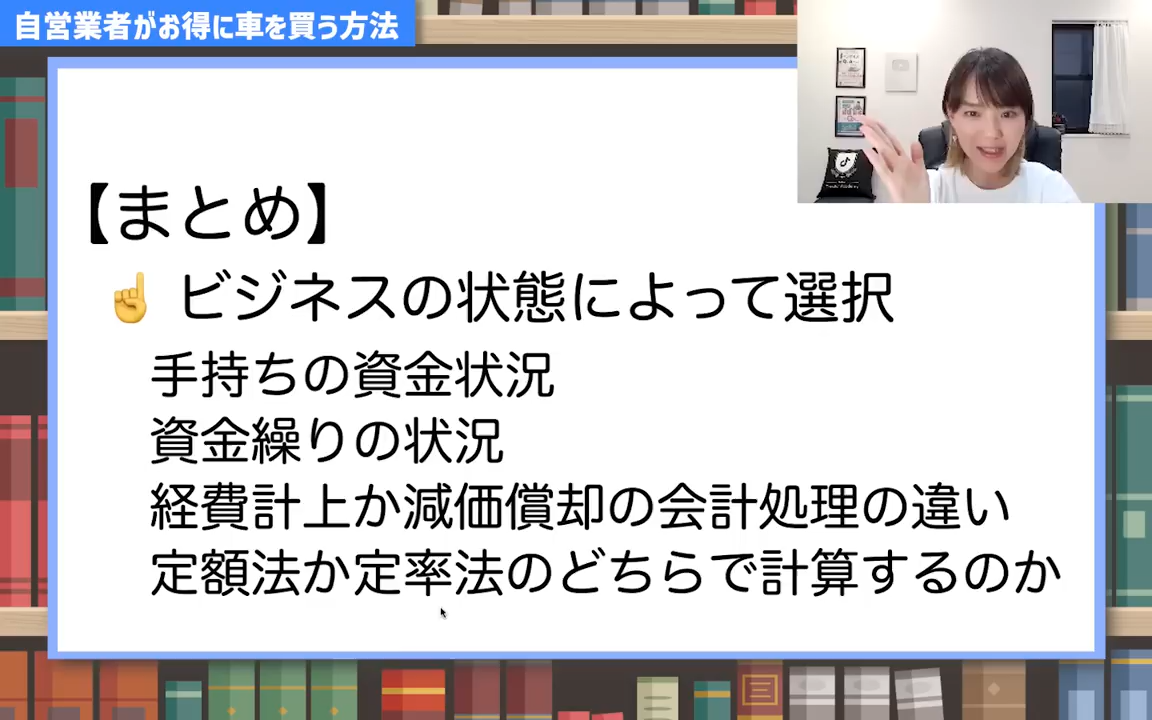 自営業者がお得に車を買う方法
【まとめ】
☝ ビジネスの状態によって選択
手持ちの資金状況
資金繰りの状況
経費計上か減価償却の会計処理の違い
定額法か定率法のどちらで計算するのか